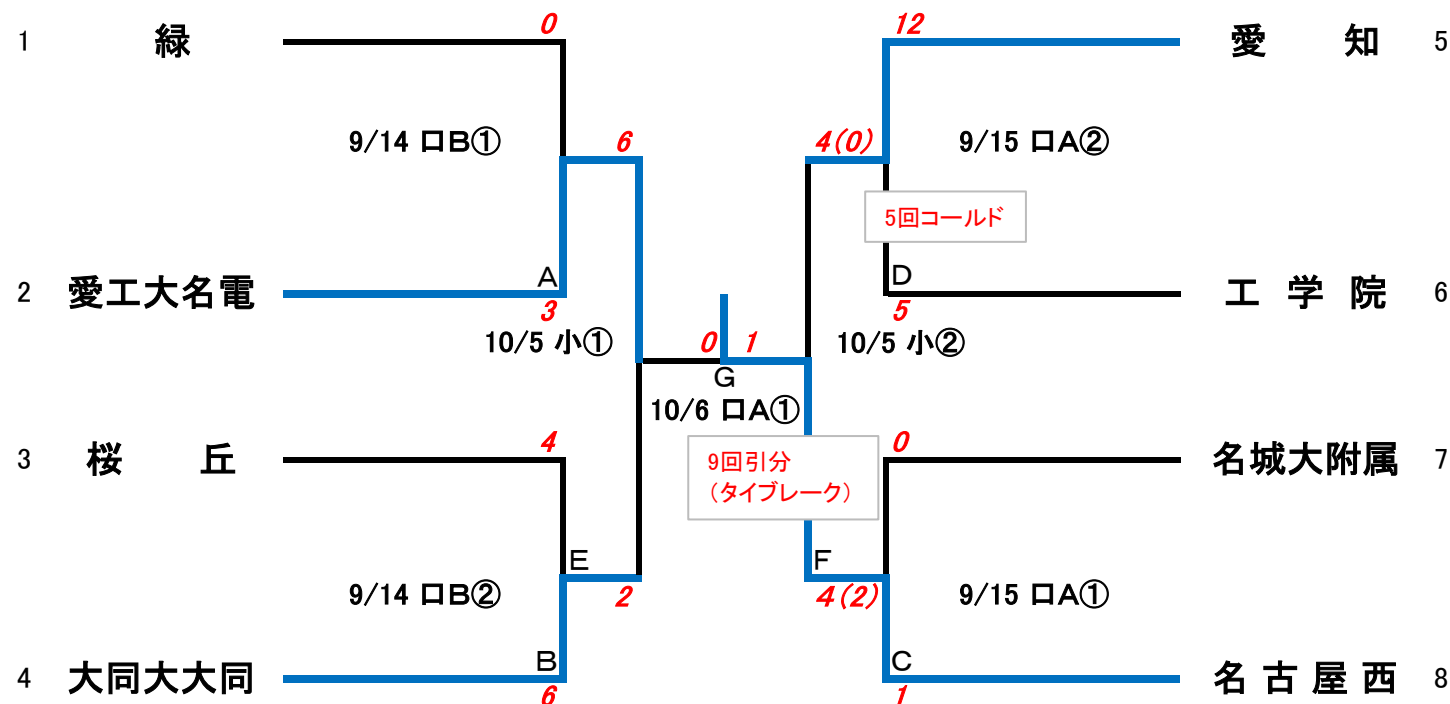 0
12
1 緑
愛 知 5
9/14 口B①
6
4(0)
9/15 口A②
5回コールド
A
D
2 愛工大名電
工 学 院 6
3
5
10/5 小①
0 1
10/5 小②
G
10/6 口A①
4
0
3 桜 丘
9回引分
(タイブレーク)
名城大附属 7
E
F
9/14 口B②
2
4(2)
9/15 口A①
B
C
4 大同大大同
名 古 屋 西 8
6
1